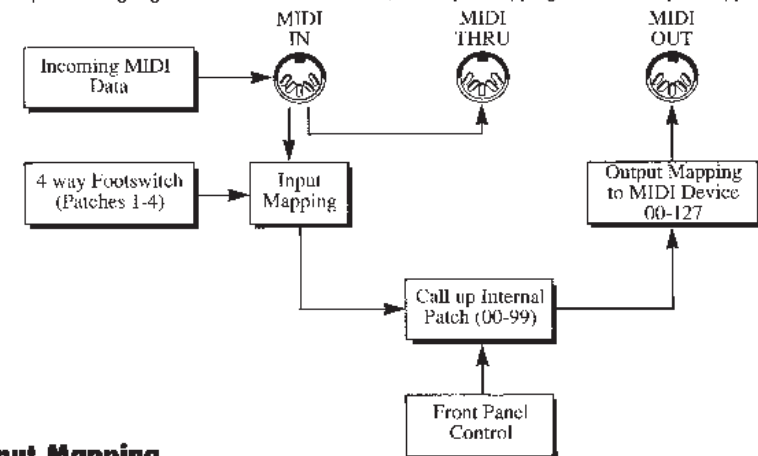 MIDI
IN
MIDI
THRU
MIDI
OUT
Incoming MIDI
Data
4 way Footswitch
(Patches 1-4)
Input
Mapping
Output Mapping
to MIDI Device
00-127
Call up Internal
Patch (00-99)
Front Panel
Control
Mapping